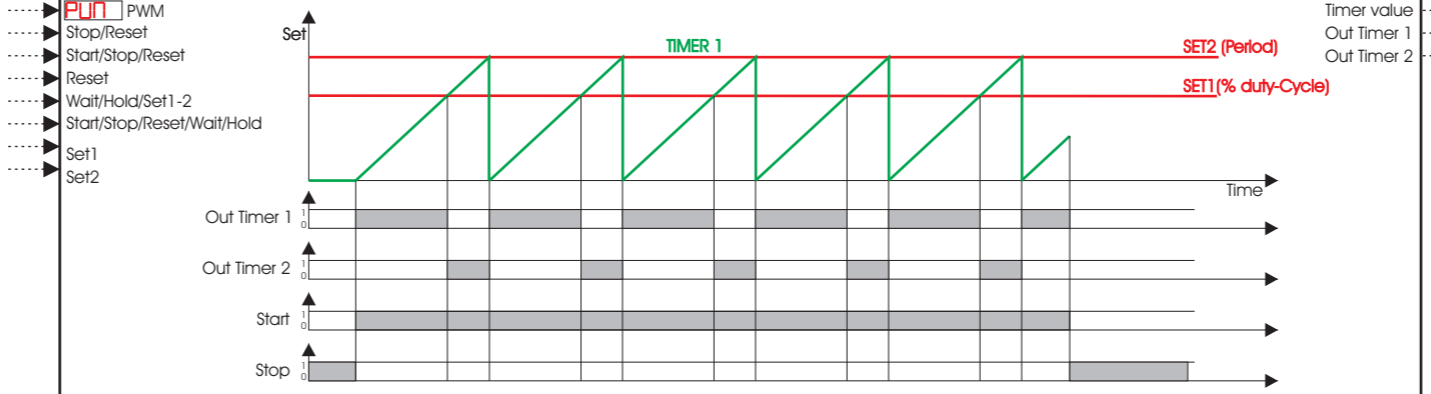 PUM PWM
Stop/Reset
Start/Stop/Reset
Reset
Wait/Hold/Set1-2
Start/Stop/Reset/Wait/Hold
Set1
Set2
Set
TIMER 1
SET2 (Period)
SET1(% duty-Cycle)
Time
Out Timer 1
1
0
Out Timer 2
1
0
Start
1
0
Stop
1
0
Timer value
Out Timer 1
Out Timer 2